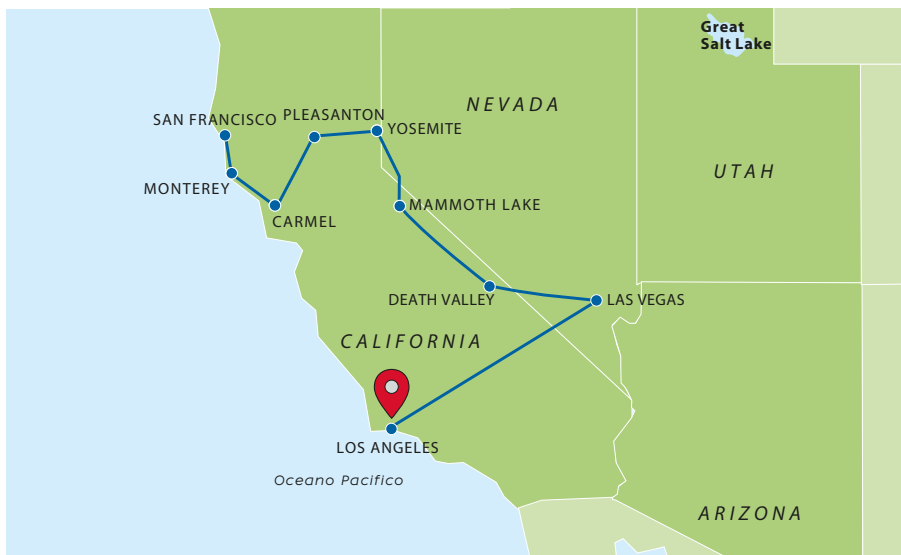 Great
Salt Lake
NEVADA
SAN FRANCISCO
PLEASANTON
YOSEMITE
UTAH
MONTEREY
MAMMOTH LAKE
CARMEL
DEATH VALLEY
LAS VEGAS
CALIFORNIA
LOS ANGELES
Oceano Pacifico
ARIZONA